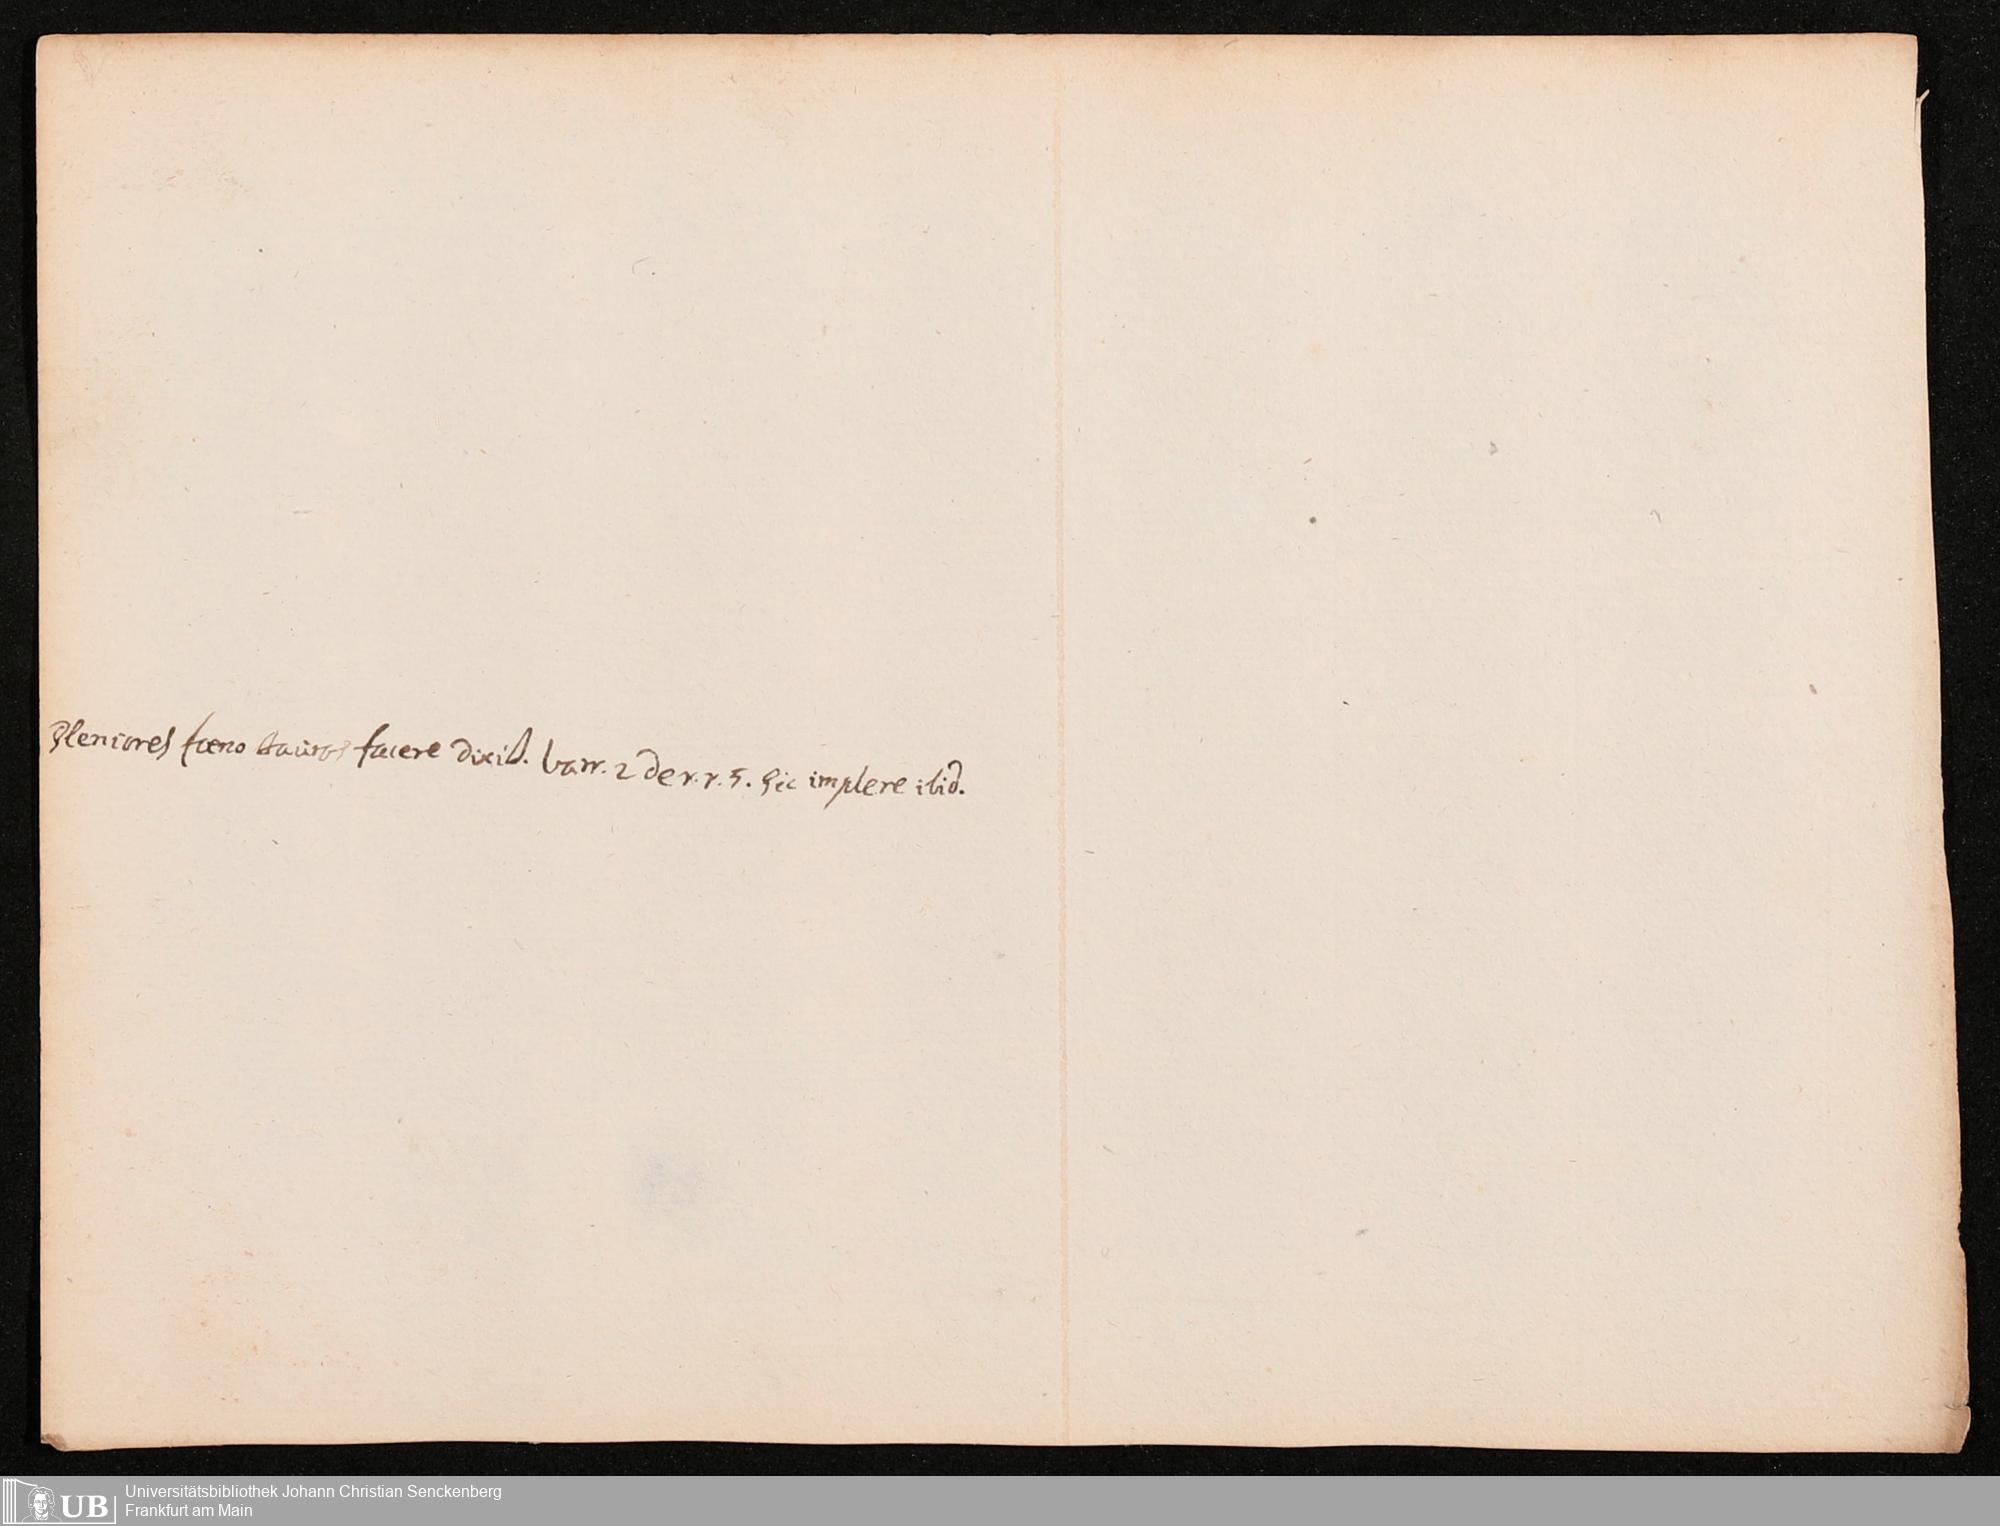 Pleniores fœno tauros facere dixit. Varr. 2 de r. r. 5. Sic implere ibid.
UB
Universitätsbibliothek Johann Christian Senckenberg
Frankfurt am Main